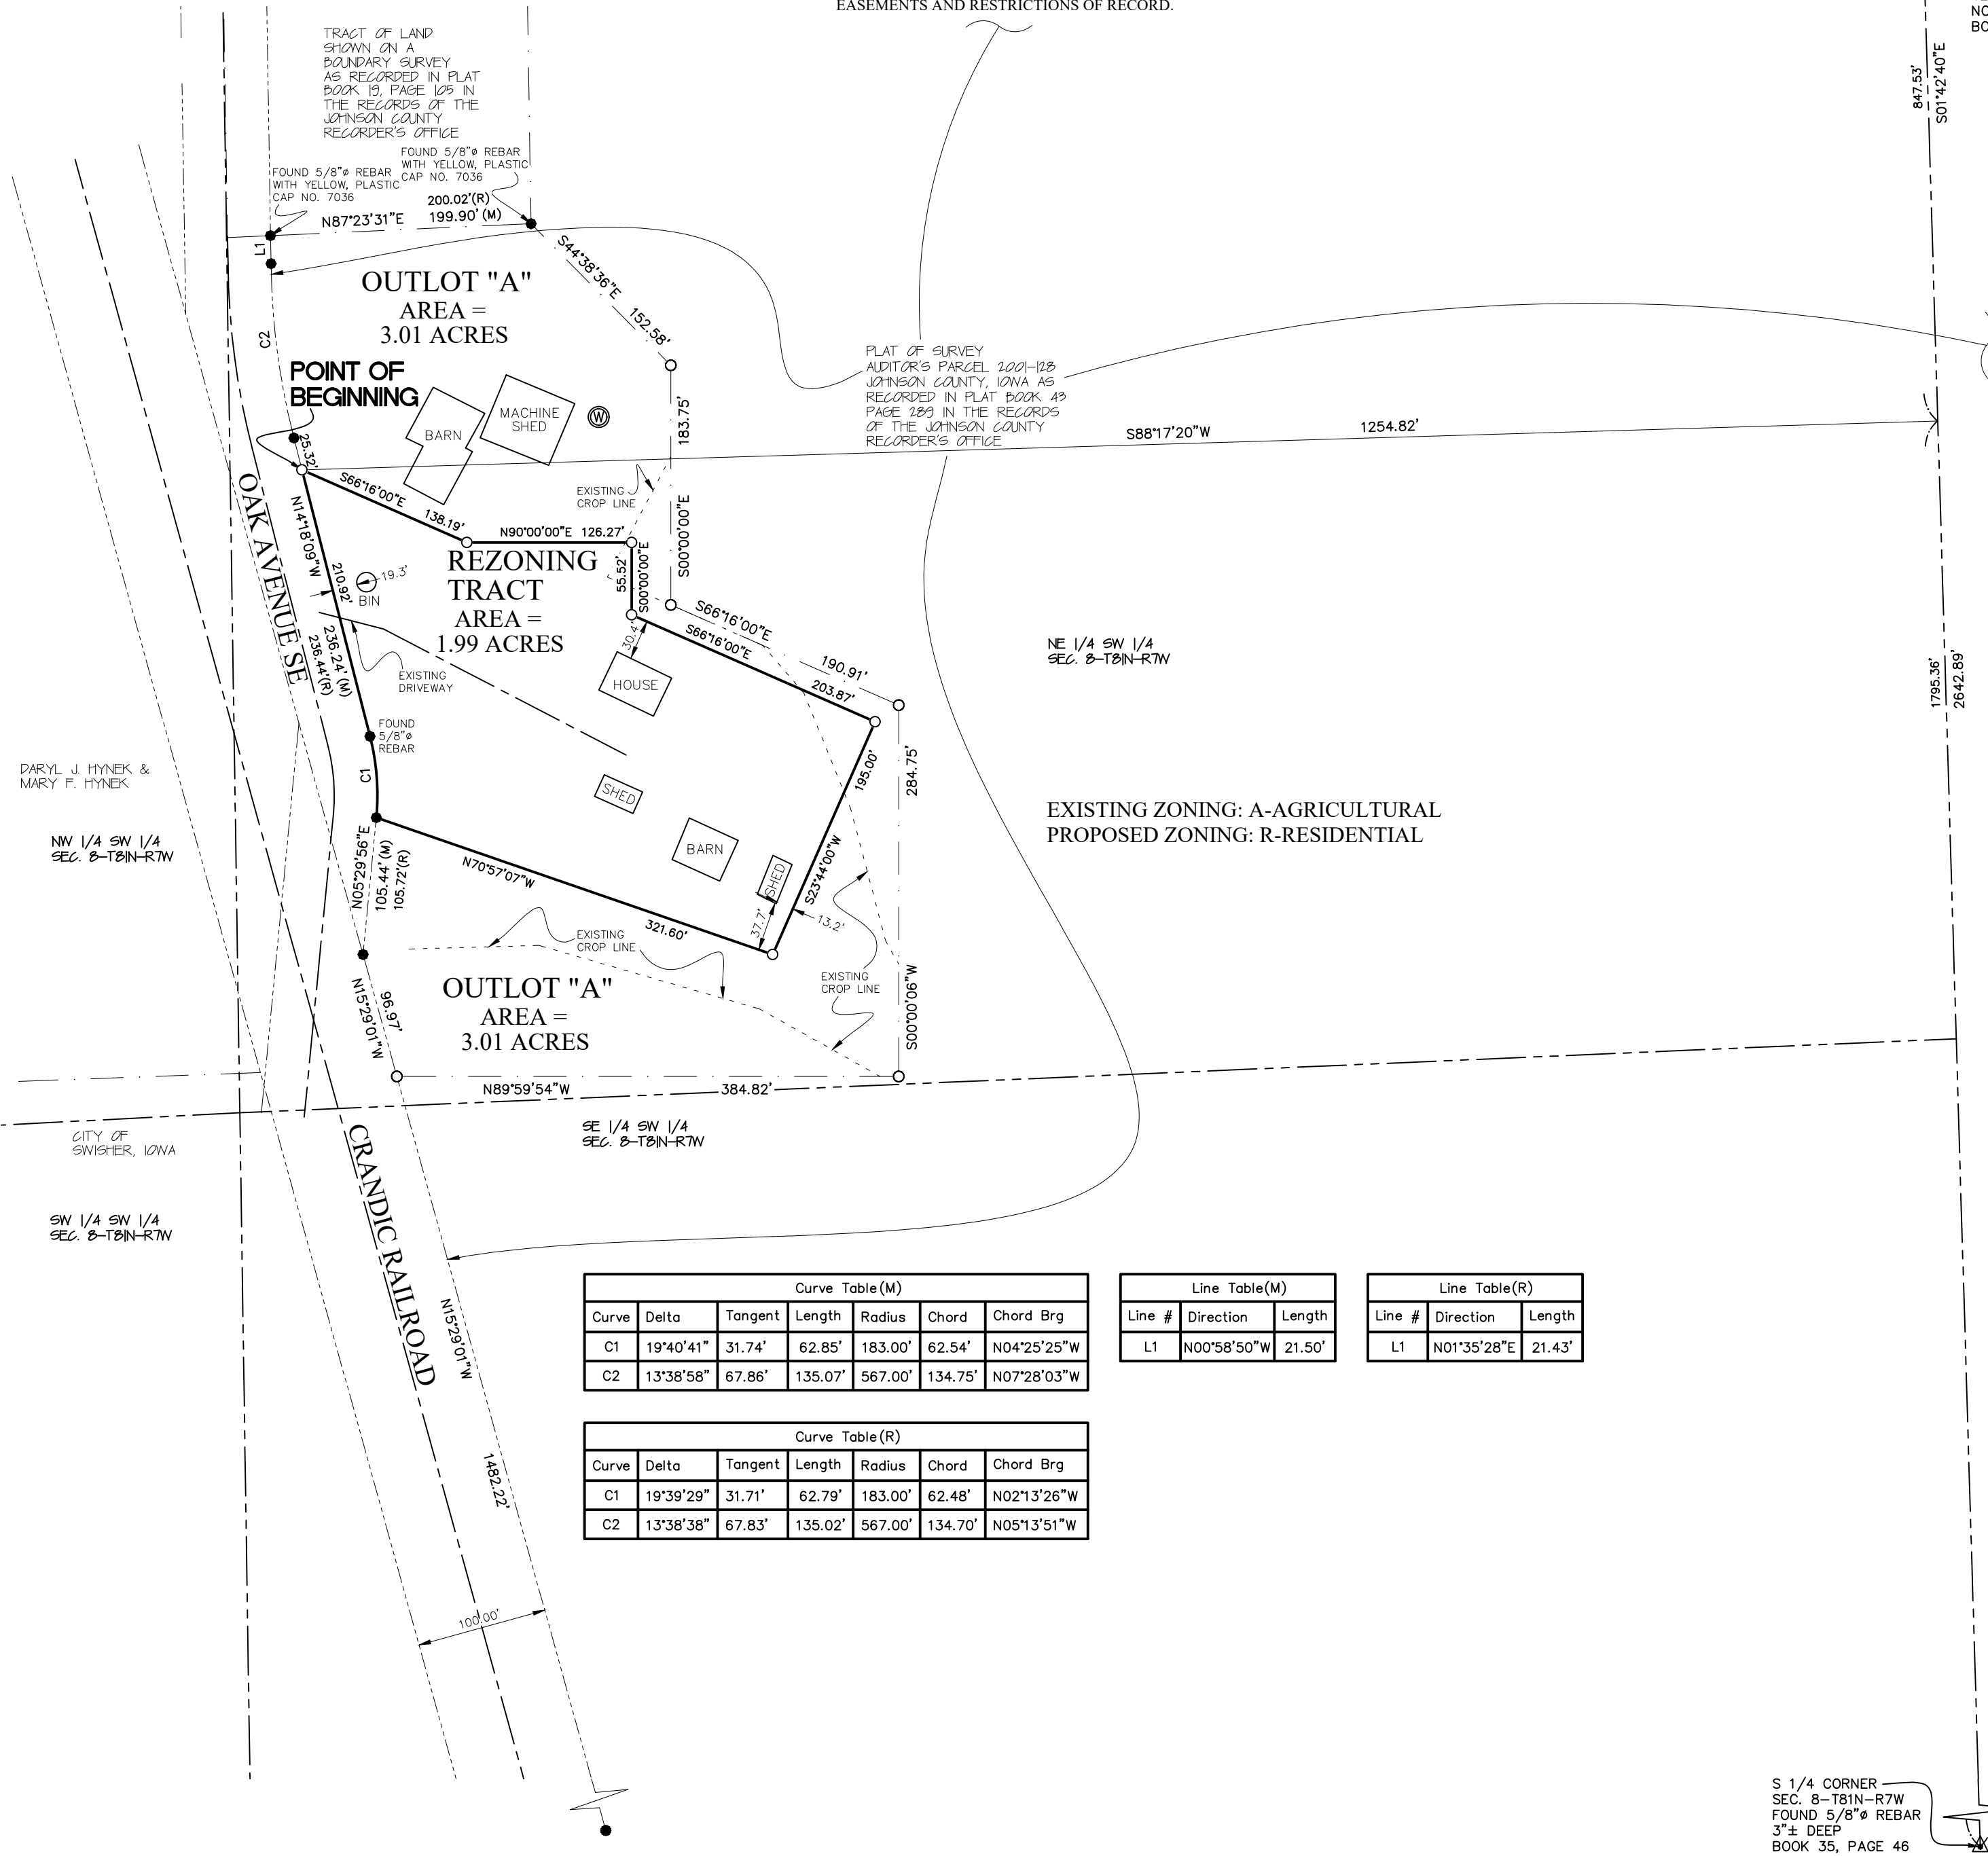 EASEMENTS AND RESTRICTIONS OF RECORD.
TRACT OF LAND
SHOWN ON A
BOUNDARY SURVEY
AS RECORDED IN PLAT
BOOK 19, PAGE 105 IN
THE RECORDS OF THE
JOHNSON COUNTY
RECORDER'S OFFICE
847.53'
S01°42'40"E
FOUND 5/8"ø REBAR
WITH YELLOW, PLASTIC
CAP NO. 7036
FOUND 5/8"ø REBAR
WITH YELLOW, PLASTIC
CAP NO. 7036
200.02'(R)
N87°23'31"E 199.90'(M)
L1
S44°38'36"E 152.58'
OUTLOT "A"
AREA =
3.01 ACRES
C2
POINT OF
BEGINNING
BARN
MACHINE
SHED
W
183.75'
S00°00'00"E
PLAT OF SURVEY
AUDITOR'S PARCEL 2001-128
JOHNSON COUNTY, IOWA AS
RECORDED IN PLAT BOOK 43
PAGE 289 IN THE RECORDS
OF THE JOHNSON COUNTY
RECORDER'S OFFICE
S88°17'20"W 1254.82'
25.32'
S66°16'00"E 138.19'
EXISTING
CROP LINE
N90°00'00"E 126.27'
OAK AVENUE SE
N14°18'09"W 210.92'
236.24'(M)
236.44'(R)
BIN
19.3'
REZONING
TRACT
AREA =
1.99 ACRES
55.52'
S00°00'00"E
S66°16'00"E 190.91'
S66°16'00"E 203.87'
30.4'
HOUSE
EXISTING
DRIVEWAY
NE 1/4 SW 1/4
SEC. 8-T81N-R7W
1795.36'
2642.89'
FOUND
5/8"ø
REBAR
C1
SHED
BARN
SHED
195.00'
S23°44'00"W
284.75'
S00°00'06"W
37.7'
13.2'
DARYL J. HYNEK &
MARY F. HYNEK
NW 1/4 SW 1/4
SEC. 8-T81N-R7W
EXISTING ZONING: A-AGRICULTURAL
PROPOSED ZONING: R-RESIDENTIAL
N05°29'56"E
105.44'(M)
105.72'(R)
N70°57'07"W 321.60'
EXISTING
CROP LINE
EXISTING
CROP LINE
OUTLOT "A"
AREA =
3.01 ACRES
96.97'
N15°29'01"W
N89°59'54"W 384.82'
CITY OF
SWISHER, IOWA
SE 1/4 SW 1/4
SEC. 8-T81N-R7W
SW 1/4 SW 1/4
SEC. 8-T81N-R7W
CRANDIC RAILROAD
N15°29'01"W 1482.22'
100.00'
Curve Table(M)
Curve Delta Tangent Length Radius Chord Chord Brg
C1 19°40'41" 31.74' 62.85' 183.00' 62.54' N04°25'25"W
C2 13°38'58" 67.86' 135.07' 567.00' 134.75' N07°28'03"W
Line Table(M)
Line # Direction Length
L1 N00°58'50"W 21.50'
Line Table(R)
Line # Direction Length
L1 N01°35'28"E 21.43'
Curve Table(R)
Curve Delta Tangent Length Radius Chord Chord Brg
C1 19°39'29" 31.71' 62.79' 183.00' 62.48' N02°13'26"W
C2 13°38'38" 67.83' 135.02' 567.00' 134.70' N05°13'51"W
S 1/4 CORNER
SEC. 8-T81N-R7W
FOUND 5/8"ø REBAR
3"± DEEP
BOOK 35, PAGE 46